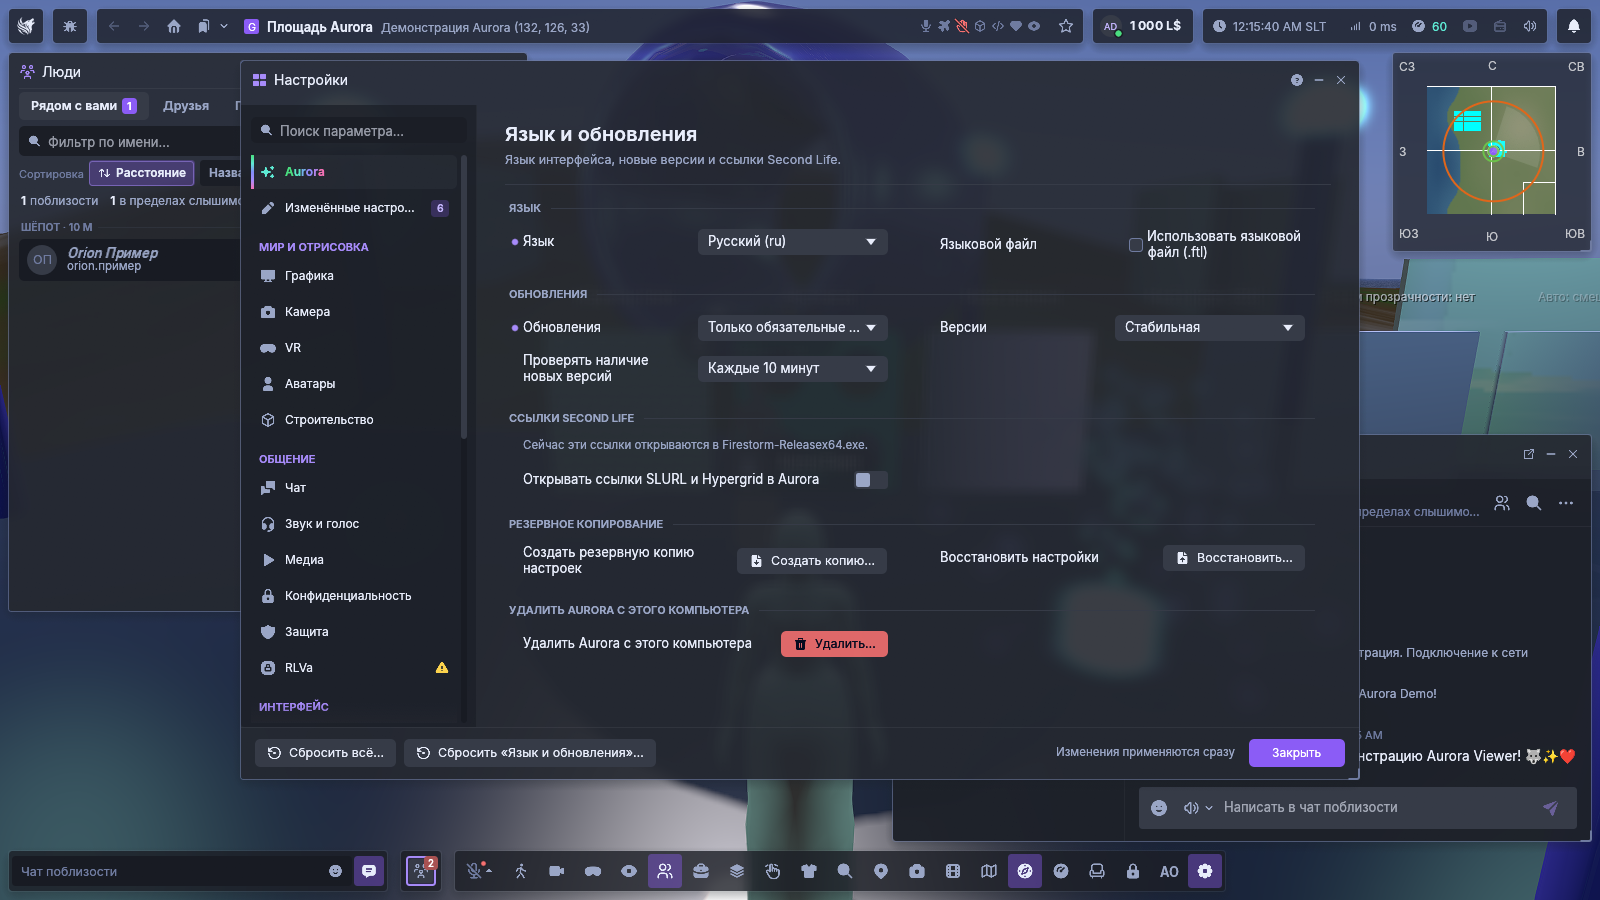 G Площадь Aurora Демонстрация Aurora (132, 126, 33)
AD 1 000 L$
12:15:40 AM SLT 0 ms 60
Люди
Рядом с вами 1 Друзья
Фильтр по имени...
Сортировка Расстояние
1 поблизости 1 в пределах
ШЁПОТ · 10 М
ОП Orion Пример
orion.пример
Настройки
Поиск параметра...
Aurora
Изменённые настро... 6
МИР И ОТРИСОВКА
Графика
Камера
VR
Аватары
Строительство
ОБЩЕНИЕ
Чат
Звук и голос
Медиа
Конфиденциальность
Защита
RLVa
ИНТЕРФЕЙС
Язык и обновления
Язык интерфейса, новые версии и ссылки Second Life.
ЯЗЫК
Язык Русский (ru) Языковой файл Использовать языковой файл (.ftl)
ОБНОВЛЕНИЯ
Обновления Только обязательные ... Версии Стабильная
Проверять наличие новых версий Каждые 10 минут
ССЫЛКИ SECOND LIFE
Сейчас эти ссылки открываются в Firestorm-Releasex64.exe.
Открывать ссылки SLURL и Hypergrid в Aurora
РЕЗЕРВНОЕ КОПИРОВАНИЕ
Создать резервную копию настроек Создать копию... Восстановить настройки Восстановить...
УДАЛИТЬ AURORA С ЭТОГО КОМПЬЮТЕРА
Удалить Aurora с этого компьютера Удалить...
Сбросить всё... Сбросить «Язык и обновления»... Изменения применяются сразу Закрыть
СЗ С СВ
З В
ЮЗ Ю ЮВ
прозрачности: нет Авто:
Подключение к сети
Aurora Demo!
AM
Aurora Viewer! 🐺✨❤️
Написать в чат поблизости
Чат поблизости
2
AO